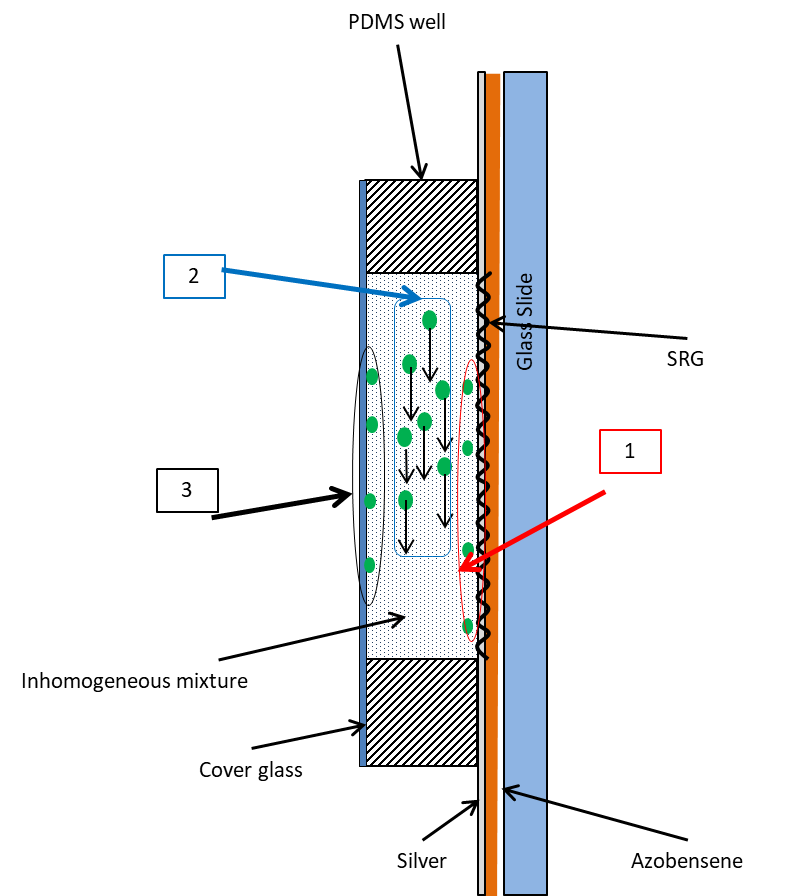 PDMS well
2
Glass Slide
SRG
1
3
Inhomogeneous mixture
Cover glass
Silver
Azobensene